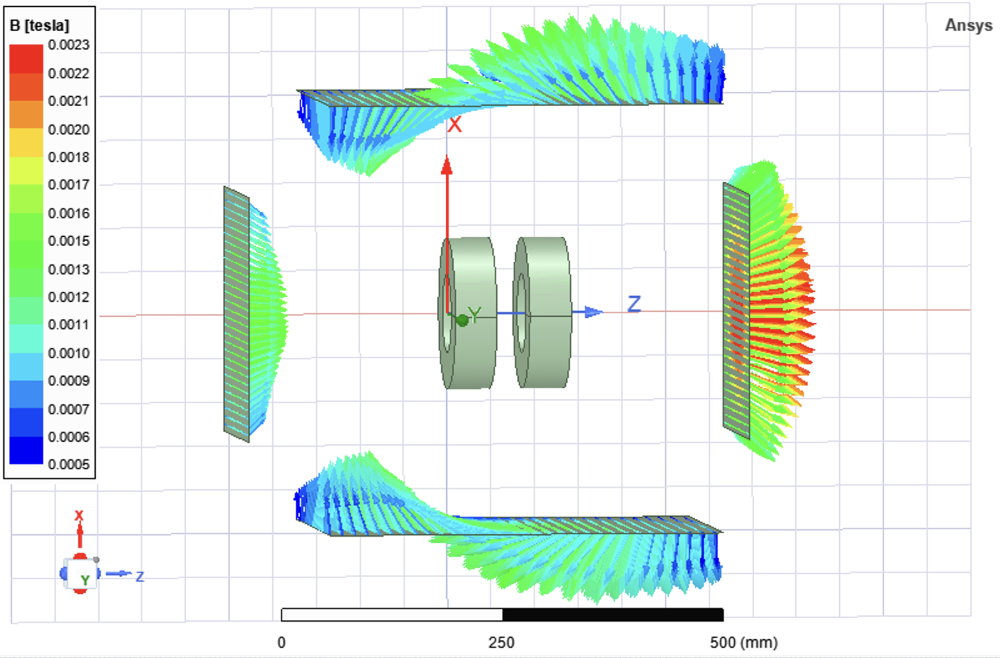 B [tesla]
Ansys
0.0023
0.0022
0.0021
0.0020
0.0018
0.0017
0.0016
0.0015
0.0013
0.0012
0.0011
0.0010
0.0009
0.0007
0.0006
0.0005
X
Y
Z
X
Y
Z
0
250
500 (mm)